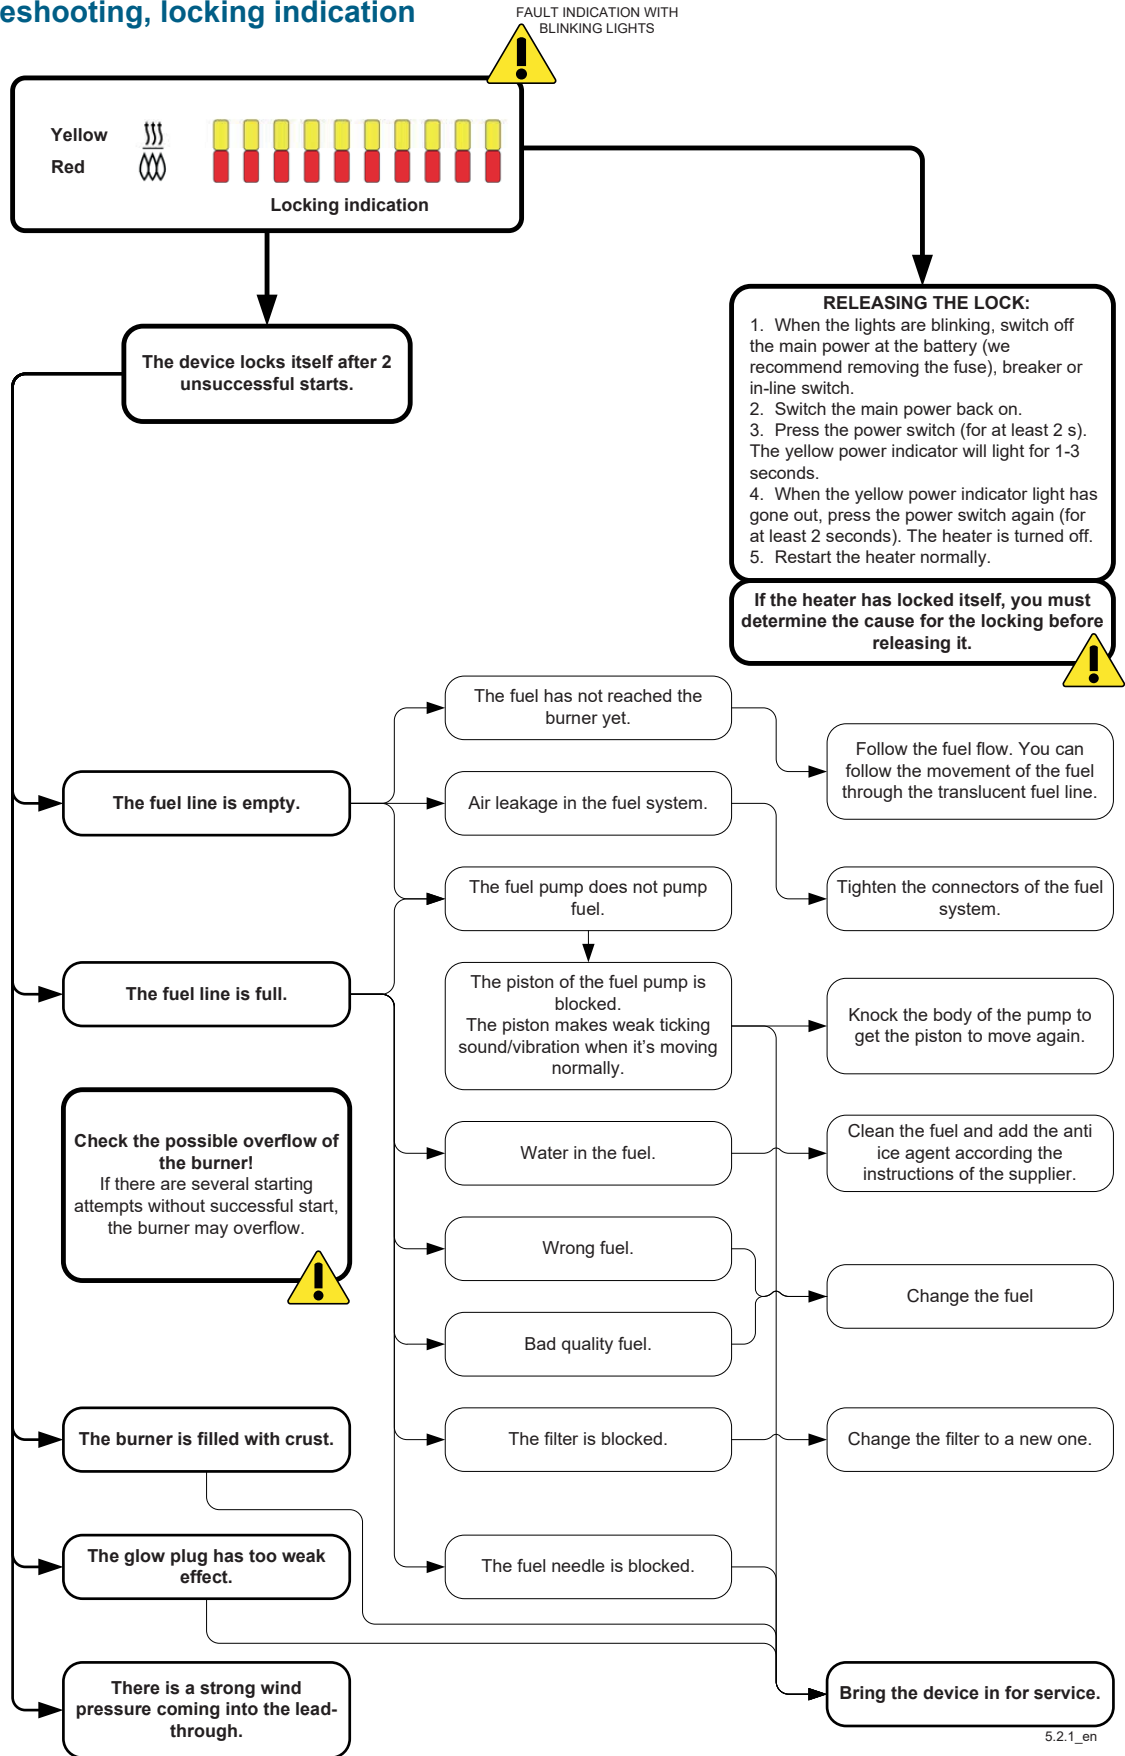 eshooting, locking indication
FAULT INDICATION WITH
BLINKING LIGHTS
Yellow
Red
Locking indication
The device locks itself after 2
unsuccessful starts.
RELEASING THE LOCK:
1. When the lights are blinking, switch off
the main power at the battery (we
recommend removing the fuse), breaker or
in-line switch.
2. Switch the main power back on.
3. Press the power switch (for at least 2 s).
The yellow power indicator will light for 1-3
seconds.
4. When the yellow power indicator light has
gone out, press the power switch again (for
at least 2 seconds). The heater is turned off.
5. Restart the heater normally.
If the heater has locked itself, you must
determine the cause for the locking before
releasing it.
The fuel has not reached the
burner yet.
Follow the fuel flow. You can
follow the movement of the fuel
through the translucent fuel line.
The fuel line is empty.
Air leakage in the fuel system.
The fuel pump does not pump
fuel.
Tighten the connectors of the fuel
system.
The fuel line is full.
The piston of the fuel pump is
blocked.
The piston makes weak ticking
sound/vibration when it's moving
normally.
Knock the body of the pump to
get the piston to move again.
Check the possible overflow of
the burner!
If there are several starting
attempts without successful start,
the burner may overflow.
Water in the fuel.
Clean the fuel and add the anti
ice agent according the
instructions of the supplier.
Wrong fuel.
Change the fuel
Bad quality fuel.
The burner is filled with crust.
The filter is blocked.
Change the filter to a new one.
The glow plug has too weak
effect.
The fuel needle is blocked.
There is a strong wind
pressure coming into the lead-
through.
Bring the device in for service.
5.2.1_en